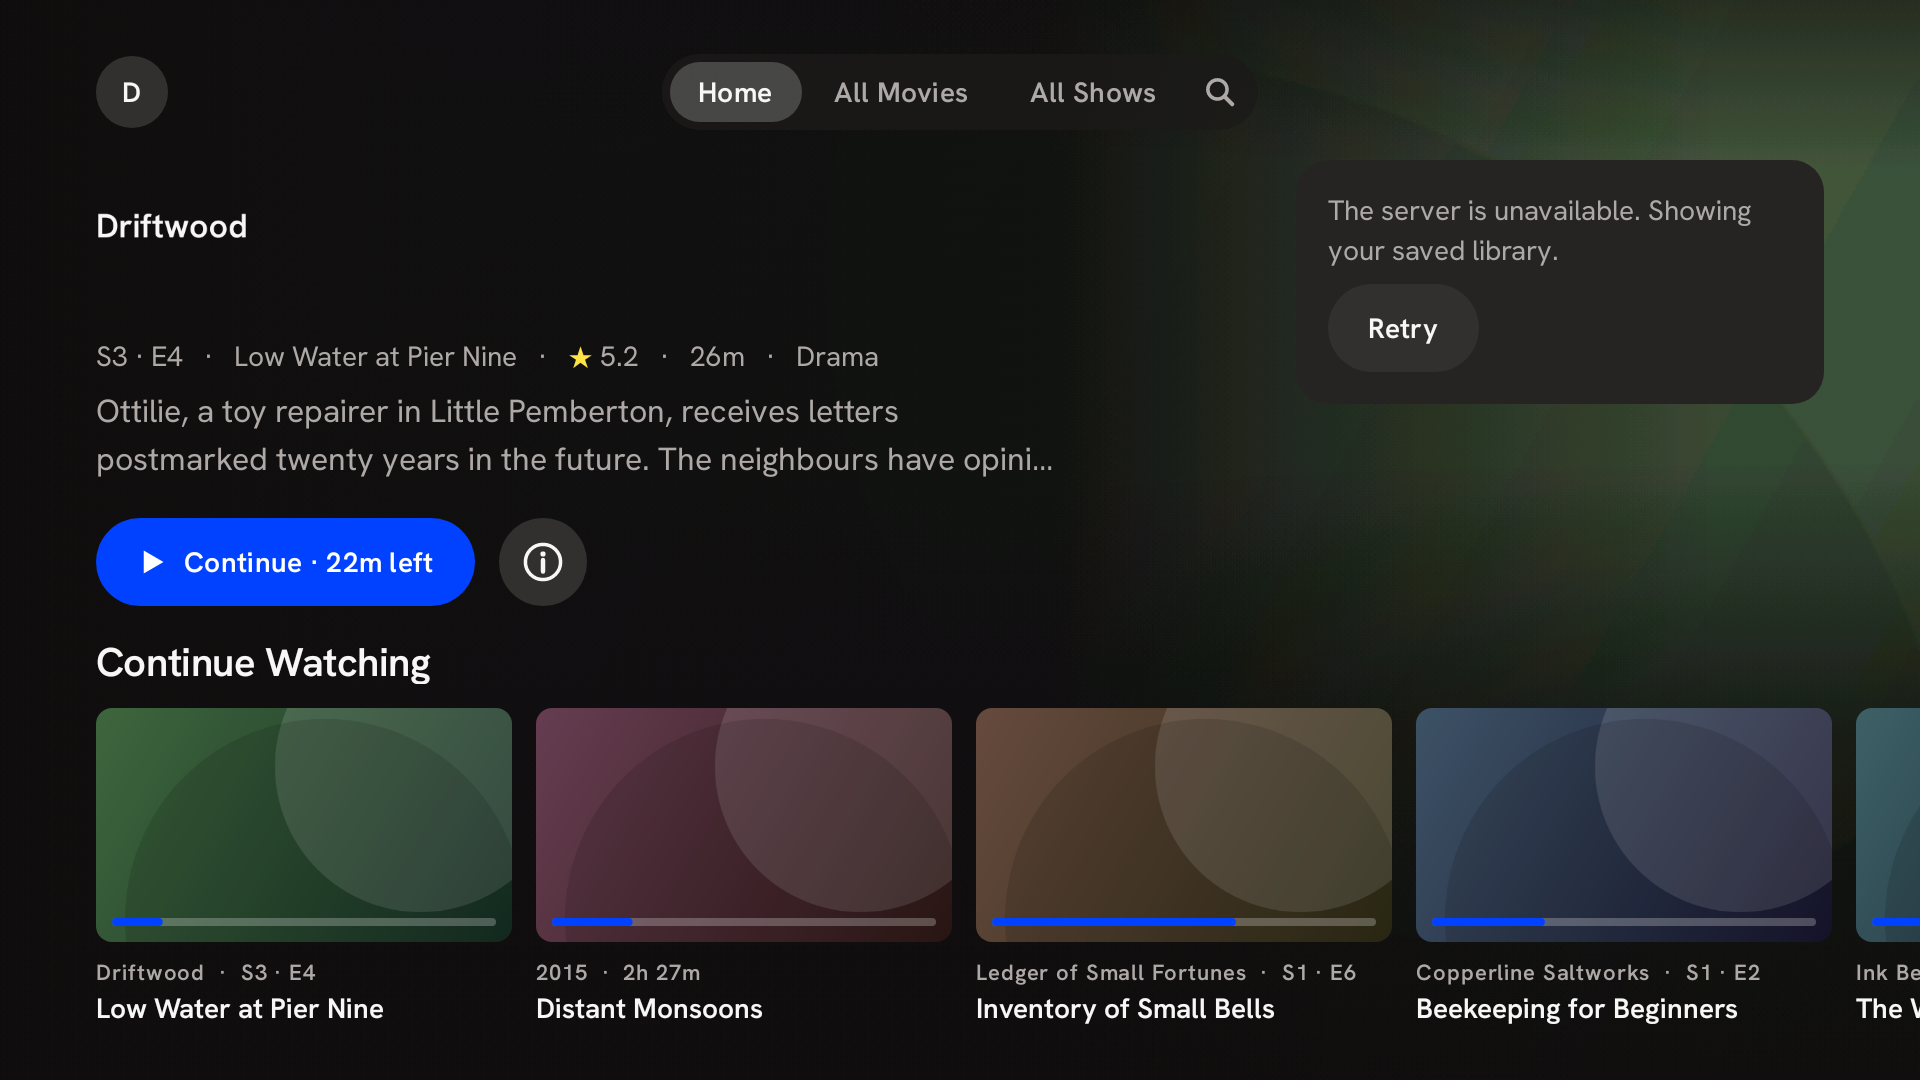 D
Home
All Movies
All Shows
The server is unavailable. Showing
your saved library.
Retry
Driftwood
S3 · E4 · Low Water at Pier Nine · ★ 5.2 · 26m · Drama
Ottilie, a toy repairer in Little Pemberton, receives letters
postmarked twenty years in the future. The neighbours have opini...
Continue · 22m left
Continue Watching
Driftwood · S3 · E4
Low Water at Pier Nine
2015 · 2h 27m
Distant Monsoons
Ledger of Small Fortunes · S1 · E6
Inventory of Small Bells
Copperline Saltworks · S1 · E2
Beekeeping for Beginners
Ink
The